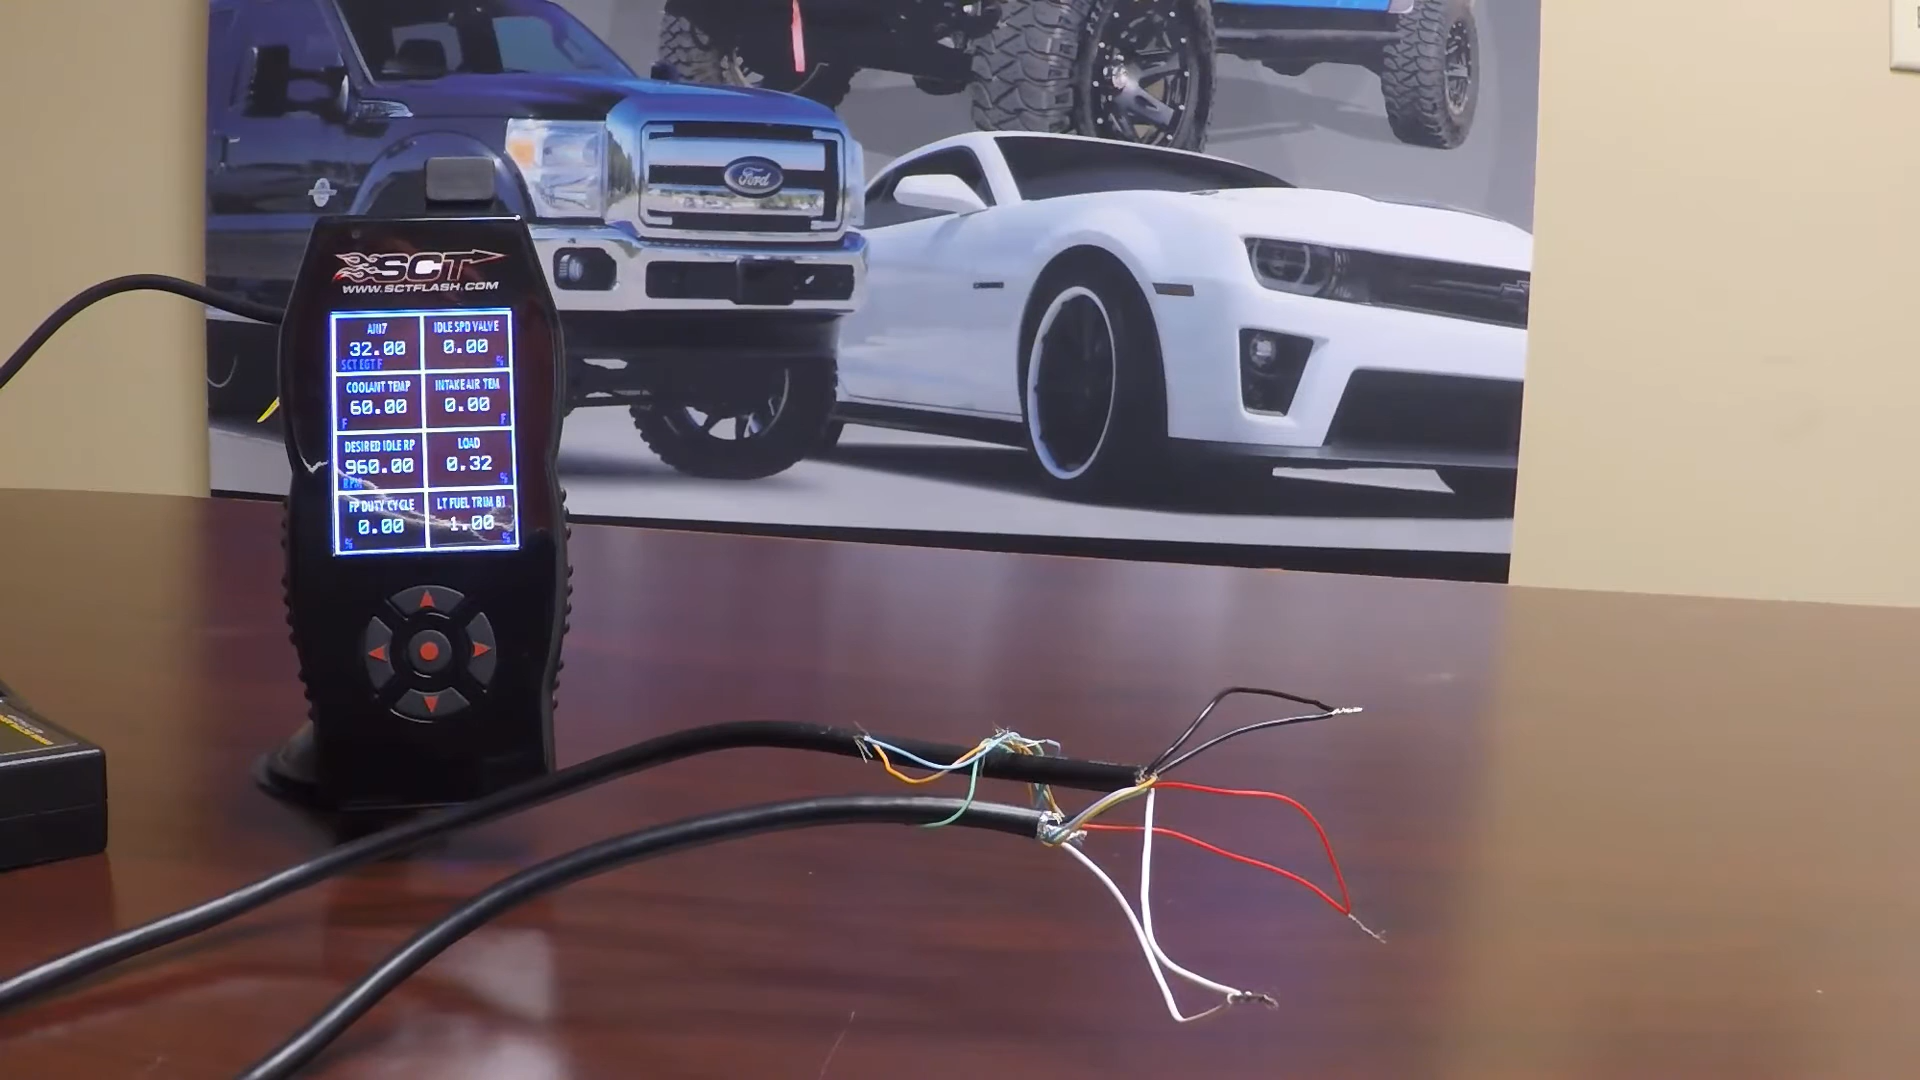 SCT
WWW.SCTFLASH.COM
IDLE SPD VALVE
32.00
0.00
SCT EGT F
%
COOLANT TEMP
INTAKE AIR TEM
60.00
0.00
F
F
DESIRED IDLE RP
LOAD
960.00
0.32
RPM
%
FP DUTY CYCLE
LT FUEL TRIM B1
0.00
1.00
%
%
Ford